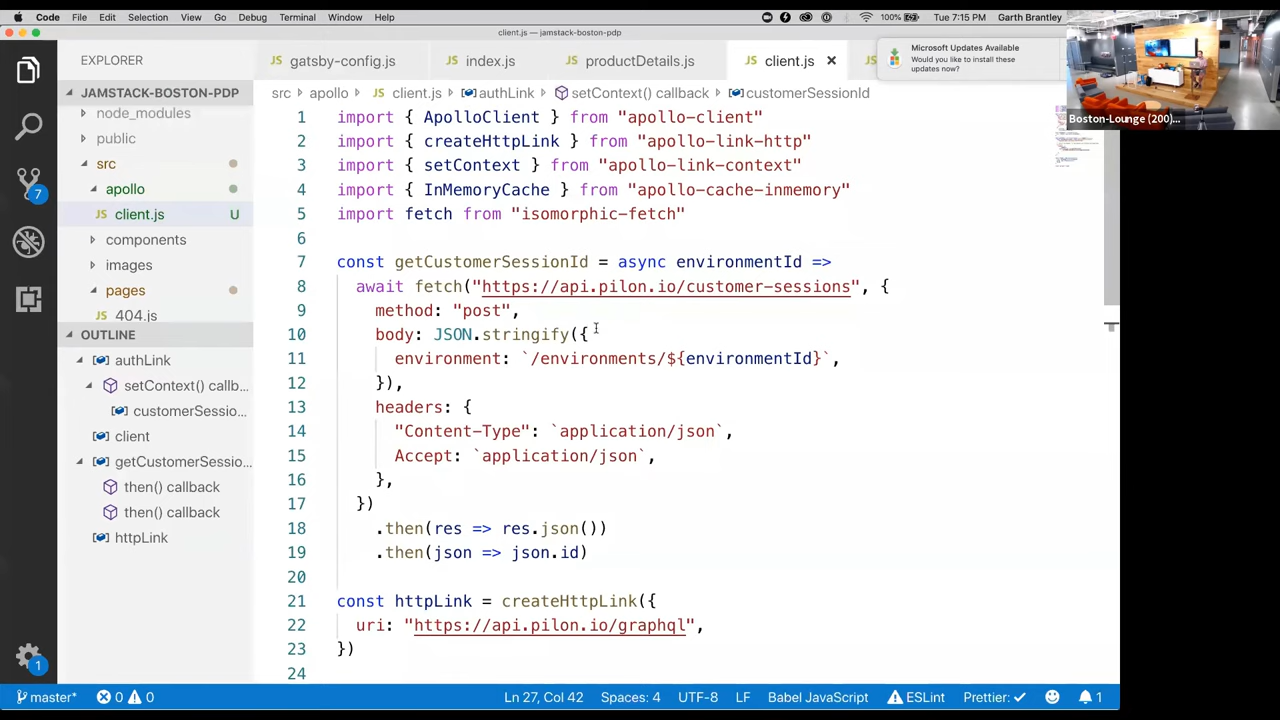 Code File Edit Selection View Go Debug Terminal Window Help 100% Tue 7:15 PM Garth Brantley
client.js — jamstack-boston-pdp
Microsoft Updates Available
Would you like to install these
updates now?
Boston-Lounge (200)...
EXPLORER
gatsby-config.js index.js productDetails.js client.js
JAMSTACK-BOSTON-PDP
src apollo client.js authLink setContext() callback customerSessionId
node_modules
public
src
apollo
client.js U
components
images
pages
404.js
OUTLINE
authLink
setContext() callb...
customerSessio...
client
getCustomerSessio...
then() callback
then() callback
httpLink
7
1
1 import { ApolloClient } from "apollo-client"
2 import { createHttpLink } from "apollo-link-http"
3 import { setContext } from "apollo-link-context"
4 import { InMemoryCache } from "apollo-cache-inmemory"
5 import fetch from "isomorphic-fetch"
6
7 const getCustomerSessionId = async environmentId =>
8 await fetch("https://api.pilon.io/customer-sessions", {
9 method: "post",
10 body: JSON.stringify({
11 environment: `/environments/${environmentId}`,
12 }),
13 headers: {
14 "Content-Type": `application/json`,
15 Accept: `application/json`,
16 },
17 })
18 .then(res => res.json())
19 .then(json => json.id)
20
21 const httpLink = createHttpLink({
22 uri: "https://api.pilon.io/graphql",
23 })
24
master* 0 0 Ln 27, Col 42 Spaces: 4 UTF-8 LF Babel JavaScript ESLint Prettier: ✓ 1